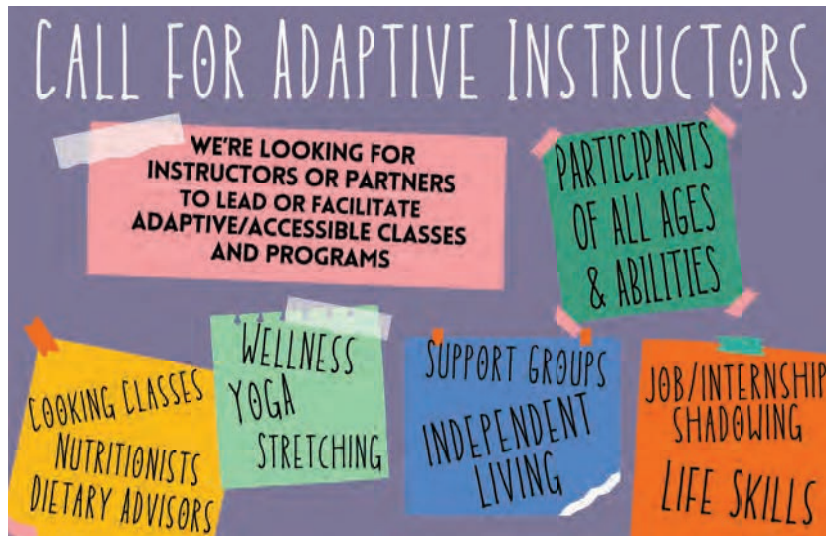 CALL FOR ADAPTIVE INSTRUCTORS
WE'RE LOOKING FOR
INSTRUCTORS OR PARTNERS
TO LEAD OR FACILITATE
ADAPTIVE/ACCESSIBLE CLASSES
AND PROGRAMS
PARTICIPANTS
OF ALL AGES
& ABILITIES
COOKING CLASSES
NUTRITIONISTS
DIETARY ADVISORS
WELLNESS
YOGA
STRETCHING
SUPPORT GROUPS
INDEPENDENT
LIVING
JOB/INTERNSHIP
SHADOWING
LIFE SKILLS